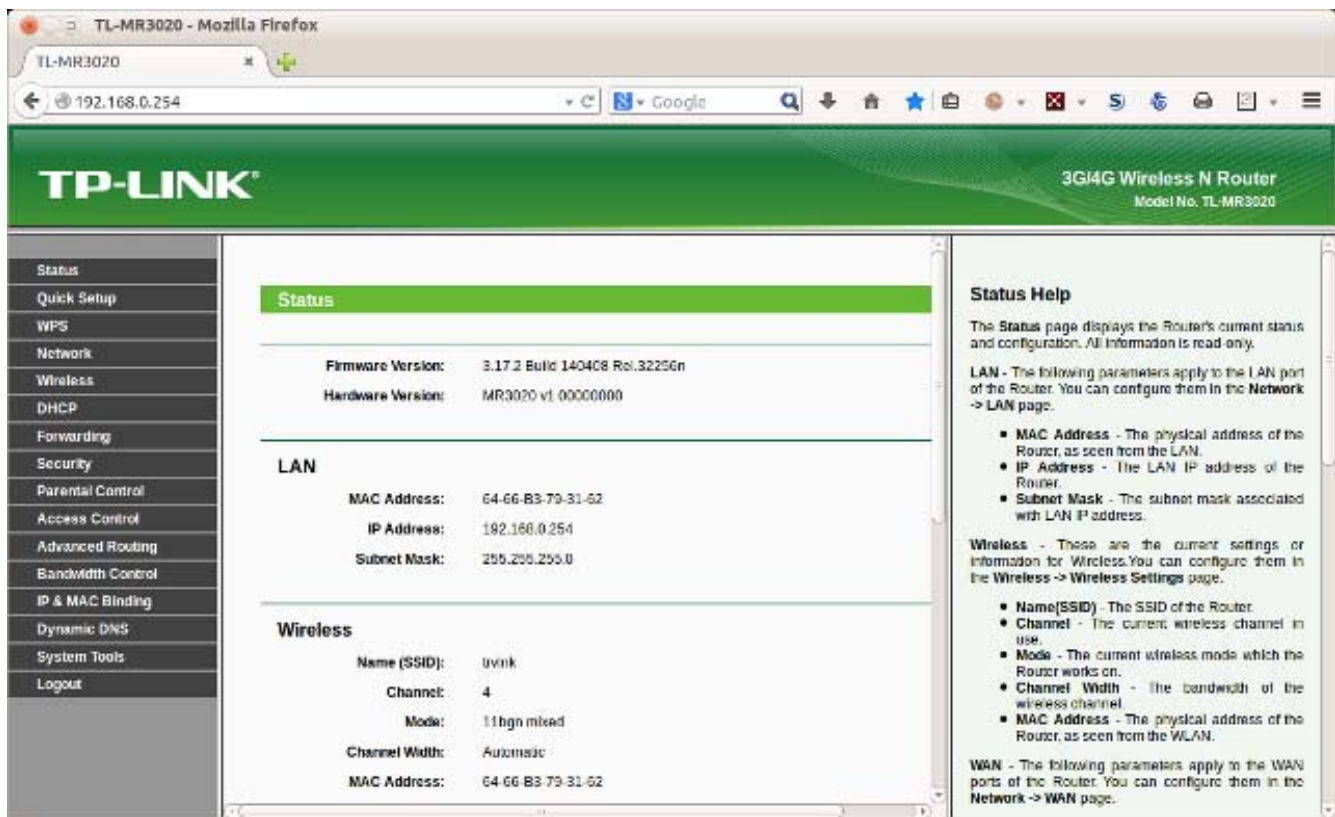 TL-MR3020 - Mozilla Firefox
TL-MR3020
192.168.0.254
Google
TP-LINK®
3G/4G Wireless N Router
Model No. TL-MR3020
Status
Quick Setup
WPS
Network
Wireless
DHCP
Forwarding
Security
Parental Control
Access Control
Advanced Routing
Bandwidth Control
IP & MAC Binding
Dynamic DNS
System Tools
Logout
Status
Firmware Version: 3.17.2 Build 140408 Rel.32256n
Hardware Version: MR3020 v1 00000000
LAN
MAC Address: 64-66-B3-79-31-62
IP Address: 192.168.0.254
Subnet Mask: 255.255.255.0
Wireless
Name (SSID):
Channel: 4
Mode: 11bgn mixed
Channel Width: Automatic
MAC Address: 64-66-B3-79-31-62
Status Help
The Status page displays the Router's current status
and configuration. All information is read-only.
LAN - The following parameters apply to the LAN port
of the Router. You can configure them in the Network
-> LAN page.
• MAC Address - The physical address of the
Router, as seen from the LAN.
• IP Address - The LAN IP address of the
Router.
• Subnet Mask - The subnet mask associated
with LAN IP address.
Wireless - These are the current settings or
information for Wireless.You can configure them in
the Wireless -> Wireless Settings page.
• Name(SSID) - The SSID of the Router.
• Channel - The current wireless channel in
use.
• Mode - The current wireless mode which the
Router works on.
• Channel Width - The bandwidth of the
wireless channel.
• MAC Address - The physical address of the
Router, as seen from the WLAN.
WAN - The following parameters apply to the WAN
ports of the Router. You can configure them in the
Network -> WAN page.